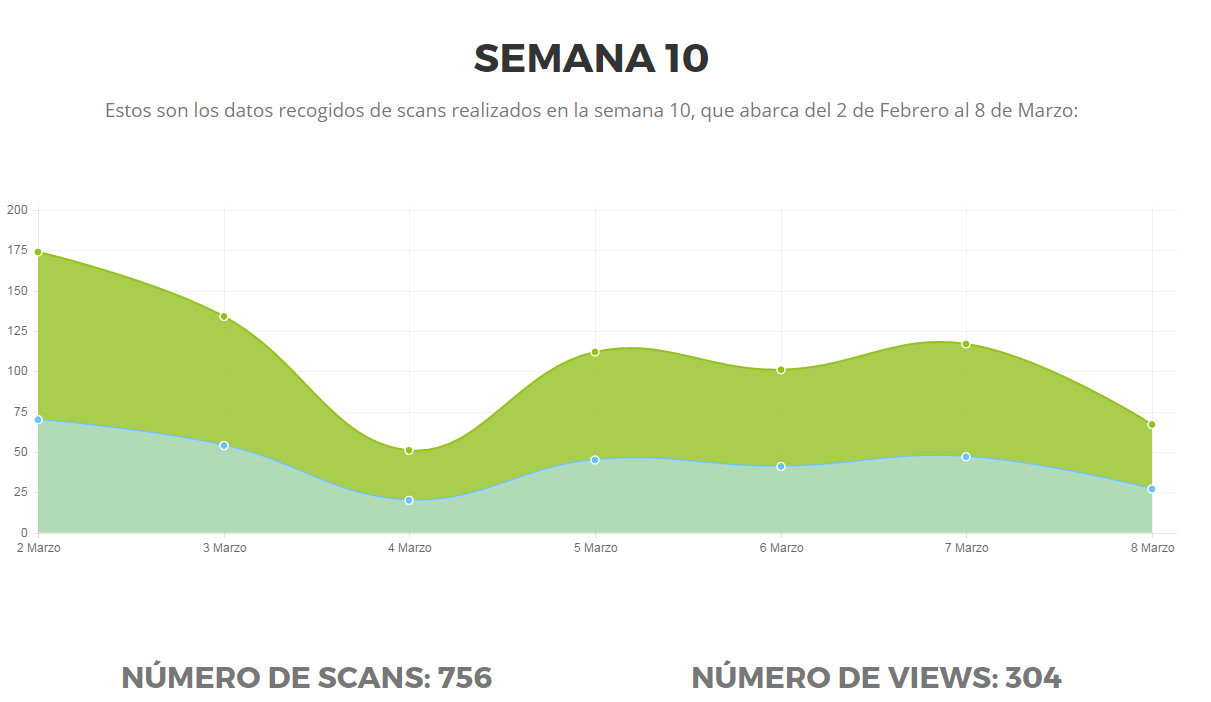 SEMANA 10
Estos son los datos recogidos de scans realizados en la semana 10, que abarca del 2 de Febrero al 8 de Marzo:
200
175
150
125
100
75
50
25
0
2 Marzo 3 Marzo 4 Marzo 5 Marzo 6 Marzo 7 Marzo 8 Marzo
NÚMERO DE SCANS: 756 NÚMERO DE VIEWS: 304